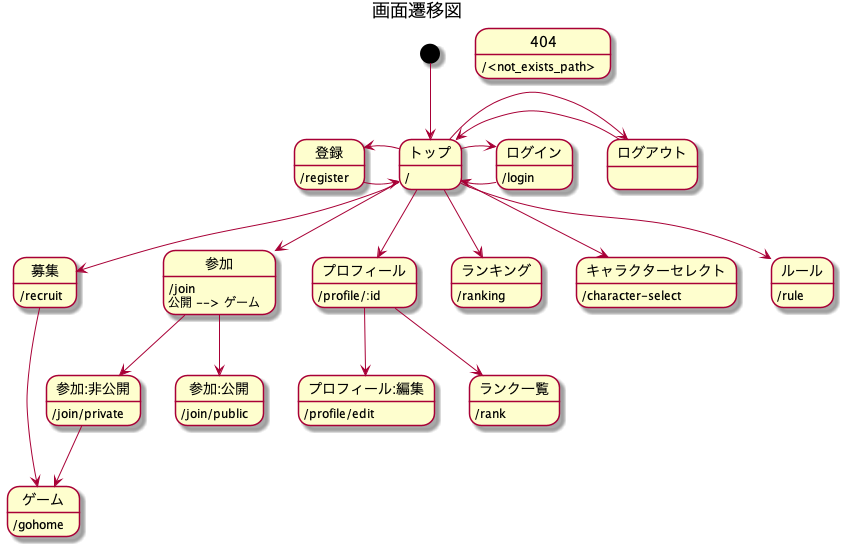 画面遷移図
404
/<not_exists_path>
登録
/register
トップ
/
ログイン
/login
ログアウト
募集
/recruit
参加
/join
公開 --> ゲーム
プロフィール
/profile/:id
ランキング
/ranking
キャラクターセレクト
/character-select
ルール
/rule
参加:非公開
/join/private
参加:公開
/join/public
プロフィール:編集
/profile/edit
ランク一覧
/rank
ゲーム
/gohome